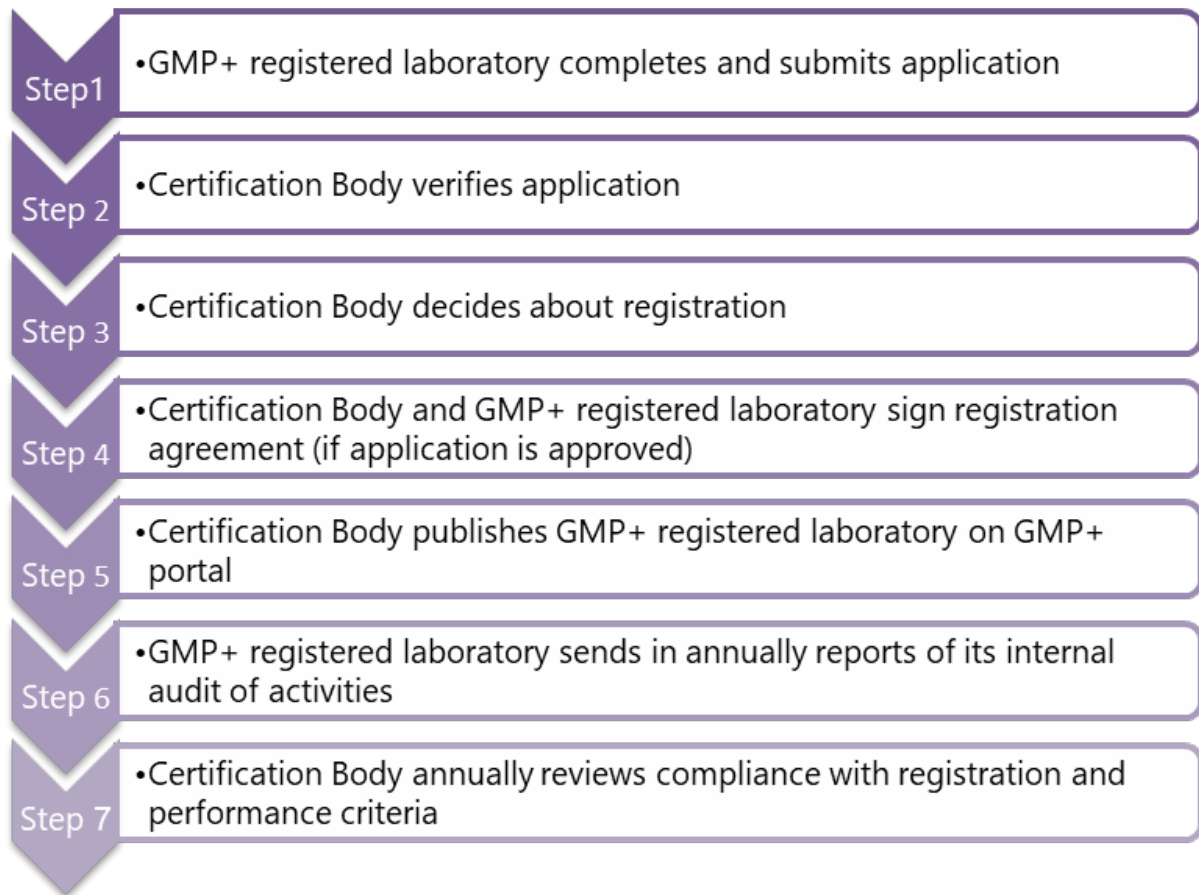 Step1
•GMP+ registered laboratory completes and submits application
Step 2
•Certification Body verifies application
Step 3
•Certification Body decides about registration
Step 4
•Certification Body and GMP+ registered laboratory sign registration
agreement (if application is approved)
Step 5
•Certification Body publishes GMP+ registered laboratory on GMP+
portal
Step 6
•GMP+ registered laboratory sends in annually reports of its internal
audit of activities
Step 7
•Certification Body annually reviews compliance with registration and
performance criteria